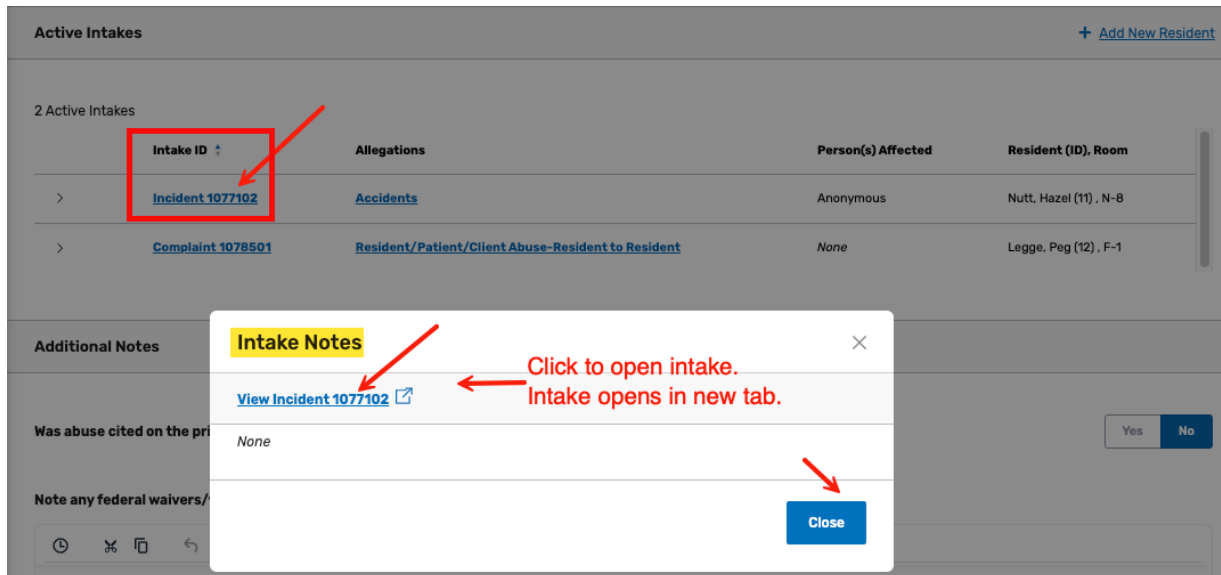 Active Intakes
+ Add New Resident
2 Active Intakes
Intake ID Allegations Person(s) Affected Resident (ID), Room
Incident 1077102 Accidents Anonymous Nutt, Hazel (11) , N-8
Complaint 1078501 Resident/Patient/Client Abuse-Resident to Resident None Legge, Peg (12) , F-1
Additional Notes
Intake Notes
Click to open intake.
View Incident 1077102
Intake opens in new tab.
Was abuse cited on the pri
None
Yes No
Note any federal waivers/
Close